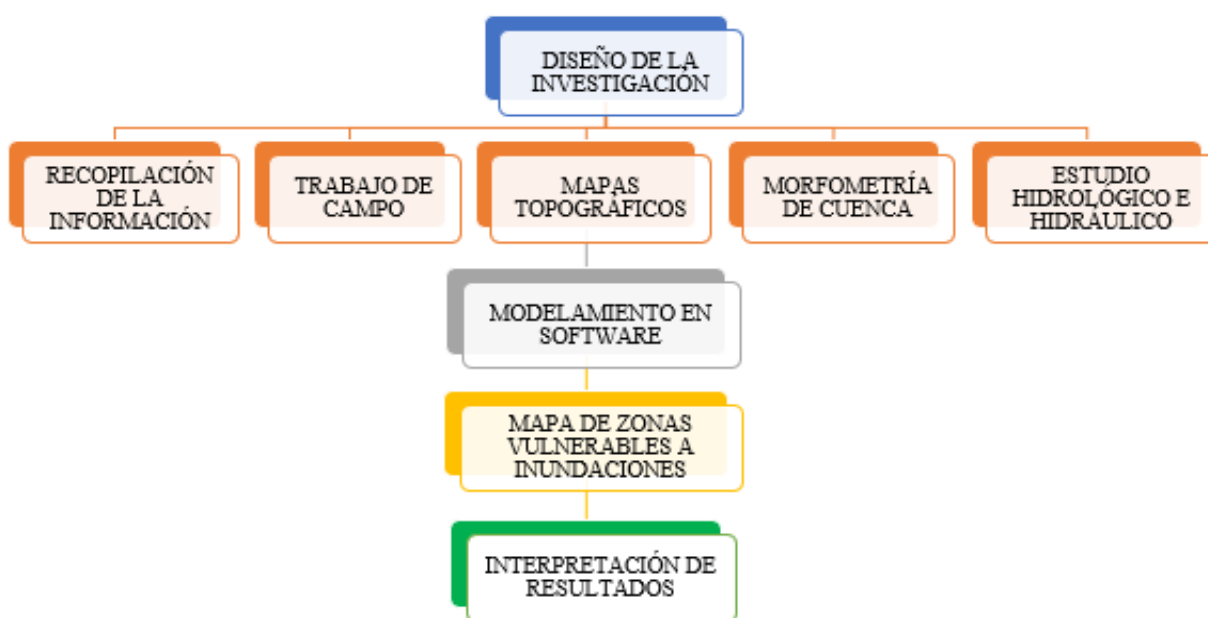 DISEÑO DE LA
INVESTIGACIÓN
RECOPILACIÓN
DE LA
INFORMACIÓN
TRABAJO DE
CAMPO
MAPAS
TOPOGRÁFICOS
MORFOMETRÍA
DE CUENCA
ESTUDIO
HIDROLÓGICO E
HIDRÁULICO
MODELAMIENTO EN
SOFTWARE
MAPA DE ZONAS
VULNERABLES A
INUNDACIONES
INTERPRETACIÓN DE
RESULTADOS